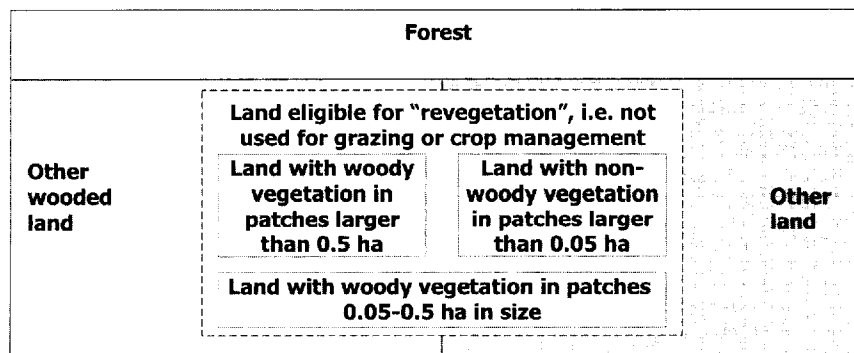 Forest
Land eligible for “revegetation”, i.e. not
used for grazing or crop management
Other
wooded
land
Land with woody
vegetation in
patches larger
than 0.5 ha
Land with non-
woody vegetation
in patches larger
than 0.05 ha
Other
land
Land with woody vegetation in patches
0.05-0.5 ha in size